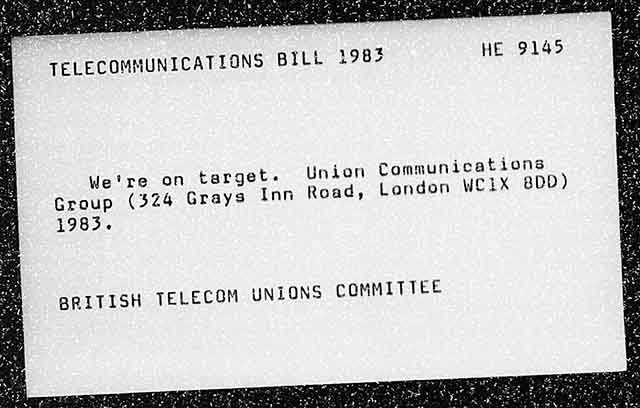 TELECOMMUNICATIONS BILL 1983 HE 9145
We're on target. Union Communications
Group (324 Grays Inn Road, London WC1X 8DD)
1983.
BRITISH TELECOM UNIONS COMMITTEE